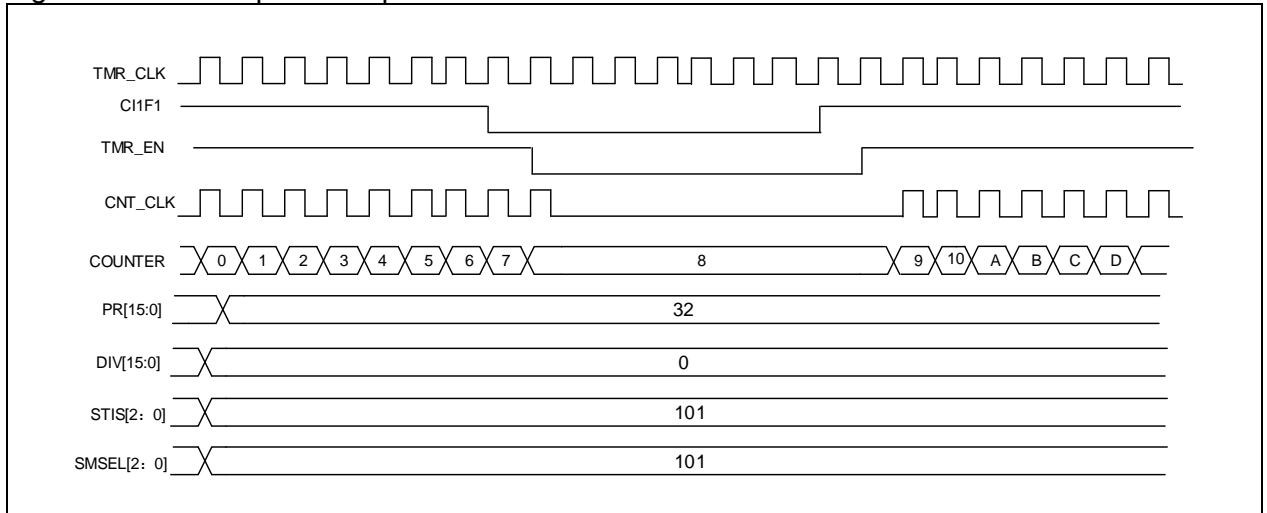 TMR_CLK
CI1F1
TMR_EN
CNT_CLK
COUNTER 0 1 2 3 4 5 6 7 8 9 10 A B C D
PR[15:0] 32
DIV[15:0] 0
STIS[2：0] 101
SMSEL[2：0] 101